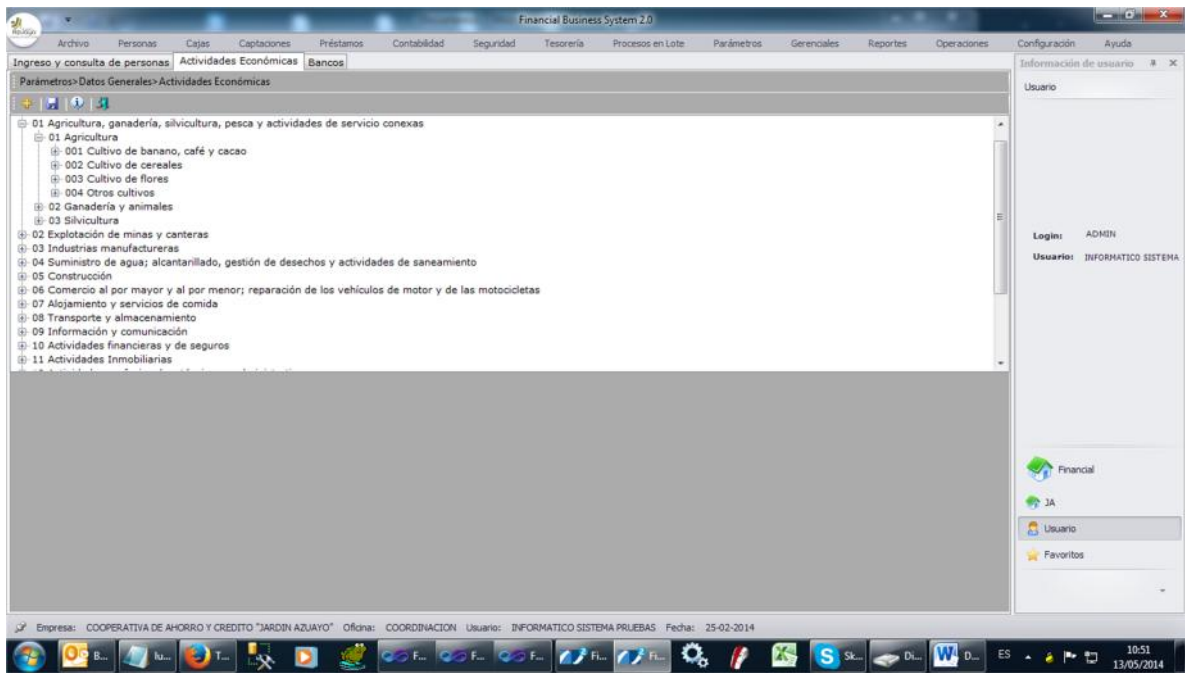 Financial Business System 2.0
Archivo Personas Cajas Captaciones Préstamos Contabilidad Seguridad Tesorería Procesos en Lote Parámetros Gerenciales Reportes Operaciones Configuración Ayuda
Ingreso y consulta de personas Actividades Económicas Bancos
Información de usuario
Parámetros>Datos Generales>Actividades Económicas
Usuario
01 Agricultura, ganadería, silvicultura, pesca y actividades de servicio conexas
01 Agricultura
001 Cultivo de banano, café y cacao
002 Cultivo de cereales
003 Cultivo de flores
004 Otros cultivos
02 Ganadería y animales
03 Silvicultura
02 Explotación de minas y canteras
03 Industrias manufactureras
04 Suministro de agua; alcantarillado, gestión de desechos y actividades de saneamiento
05 Construcción
06 Comercio al por mayor y al por menor; reparación de los vehículos de motor y de las motocicletas
07 Alojamiento y servicios de comida
08 Transporte y almacenamiento
09 Información y comunicación
10 Actividades financieras y de seguros
11 Actividades Inmobiliarias
Login: ADMIN
Usuario: INFORMATICO SISTEMA
Financial
JA
Usuario
Favoritos
Empresa: COOPERATIVA DE AHORRO Y CREDITO "JARDIN AZUAYO" Oficina: COORDINACION Usuario: INFORMATICO SISTEMA PRUEBAS Fecha: 25-02-2014
B... lu... T... F... F... F... Fi... Fi... Sk... Di... D... ES
10:51
13/05/2014